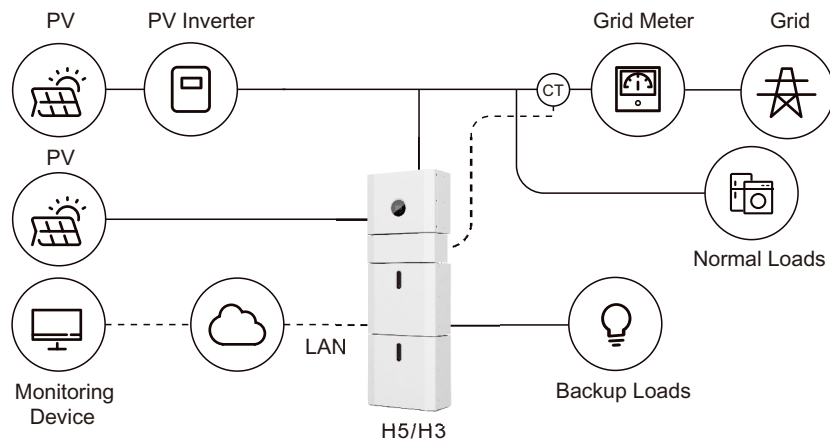 PV
PV Inverter
Grid Meter
Grid
CT
PV
Normal Loads
LAN
Monitoring
Device
Backup Loads
H5/H3